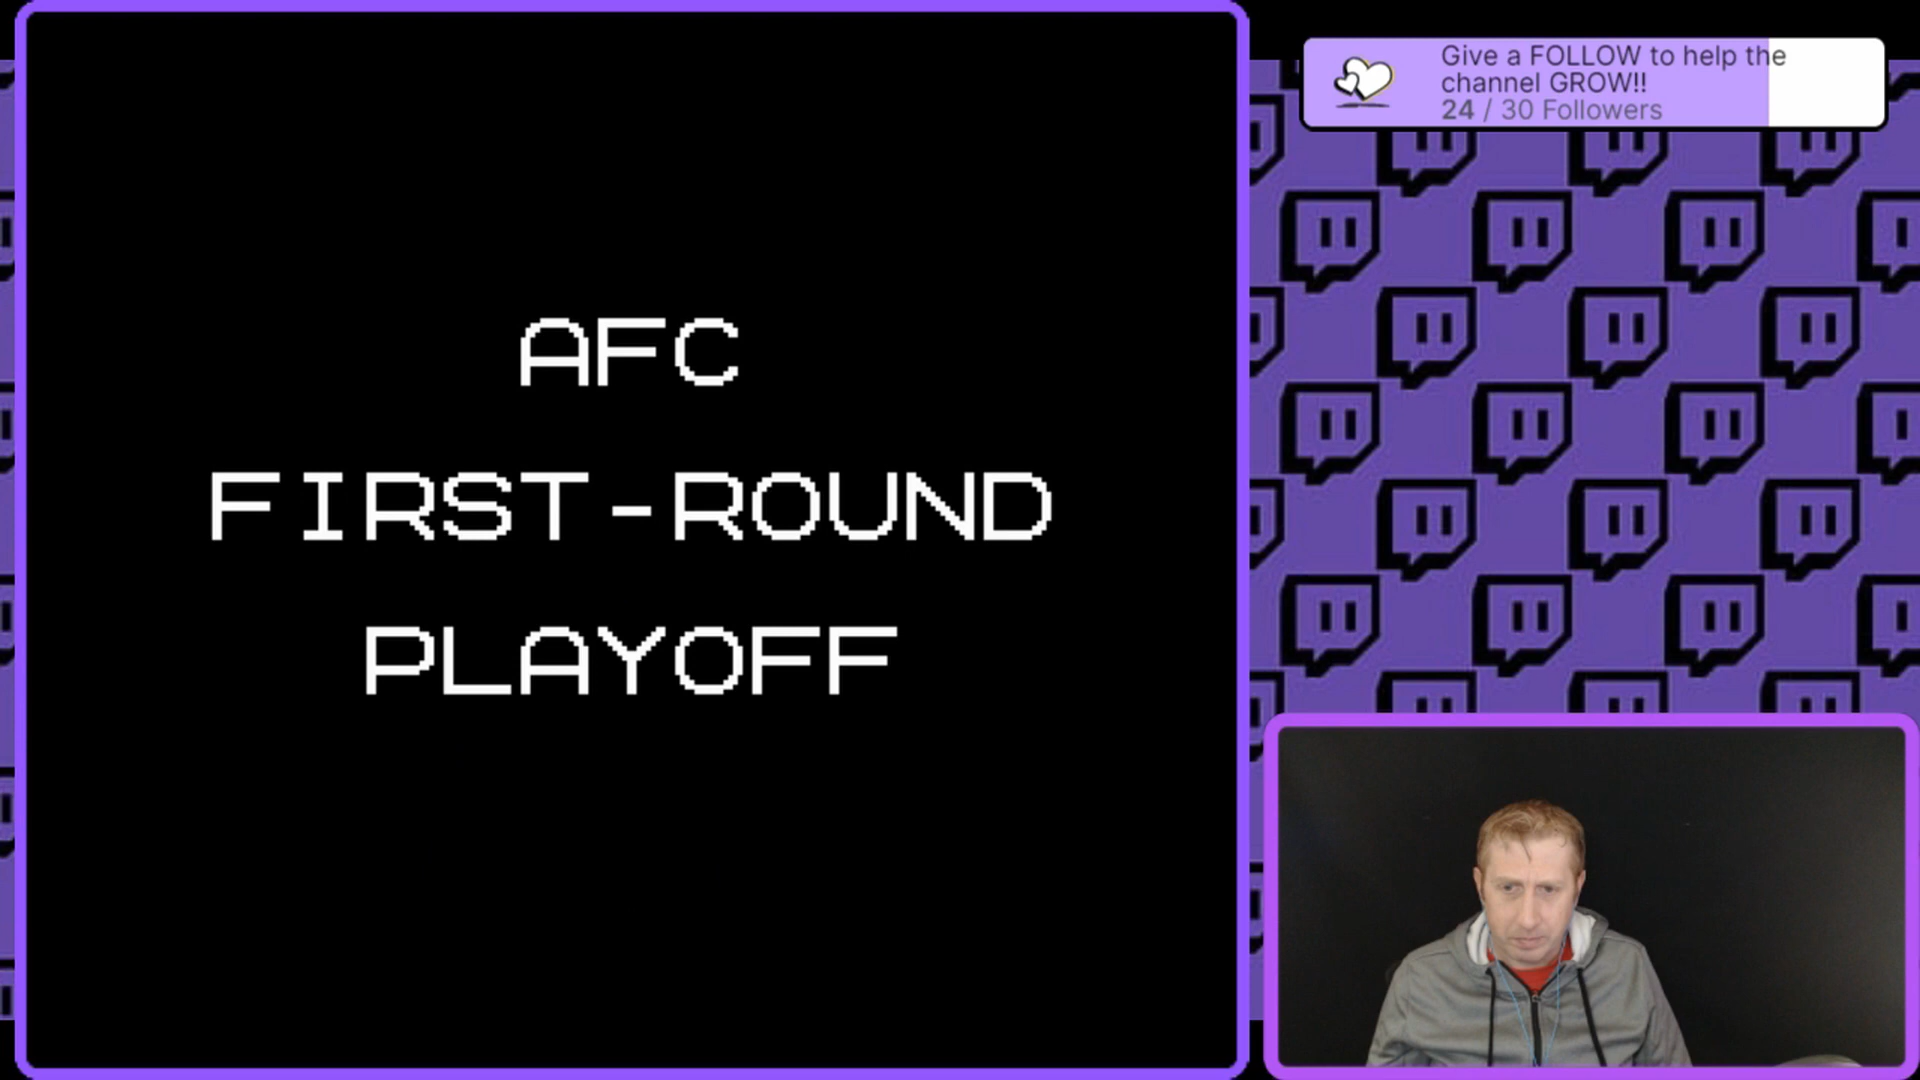 AFC
FIRST-ROUND
PLAYOFF
Give a FOLLOW to help the
channel GROW!!
24 / 30 Followers